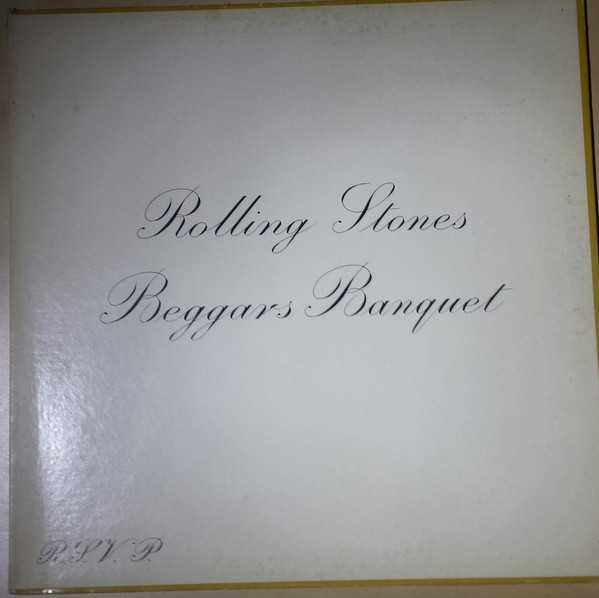 Rolling Stones
Beggars Banquet
R. S. V. P.